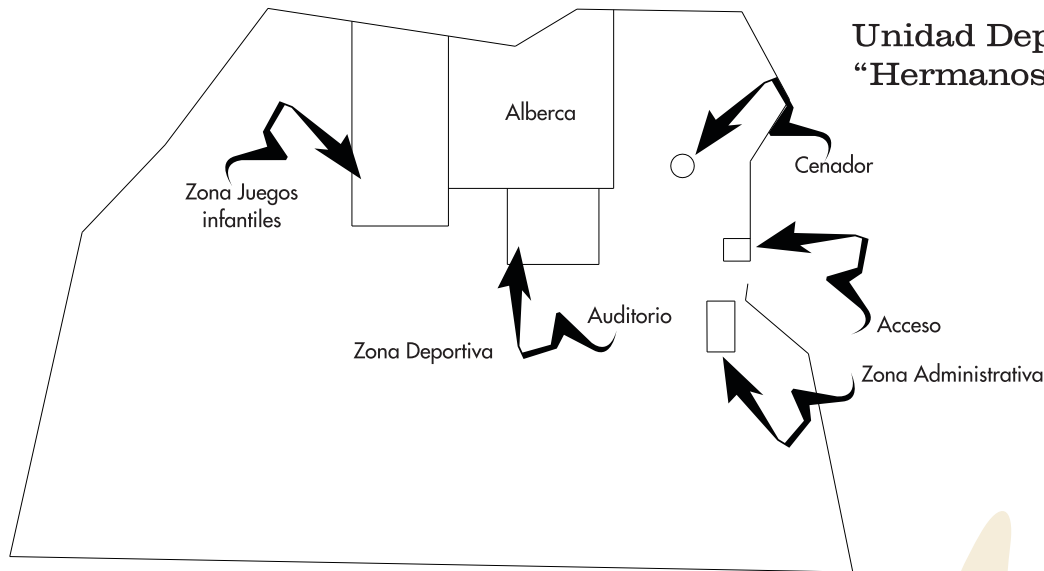 Unidad Dep
“Hermanos
Alberca
Cenador
Zona Juegos
infantiles
Auditorio
Acceso
Zona Deportiva
Zona Administrativa